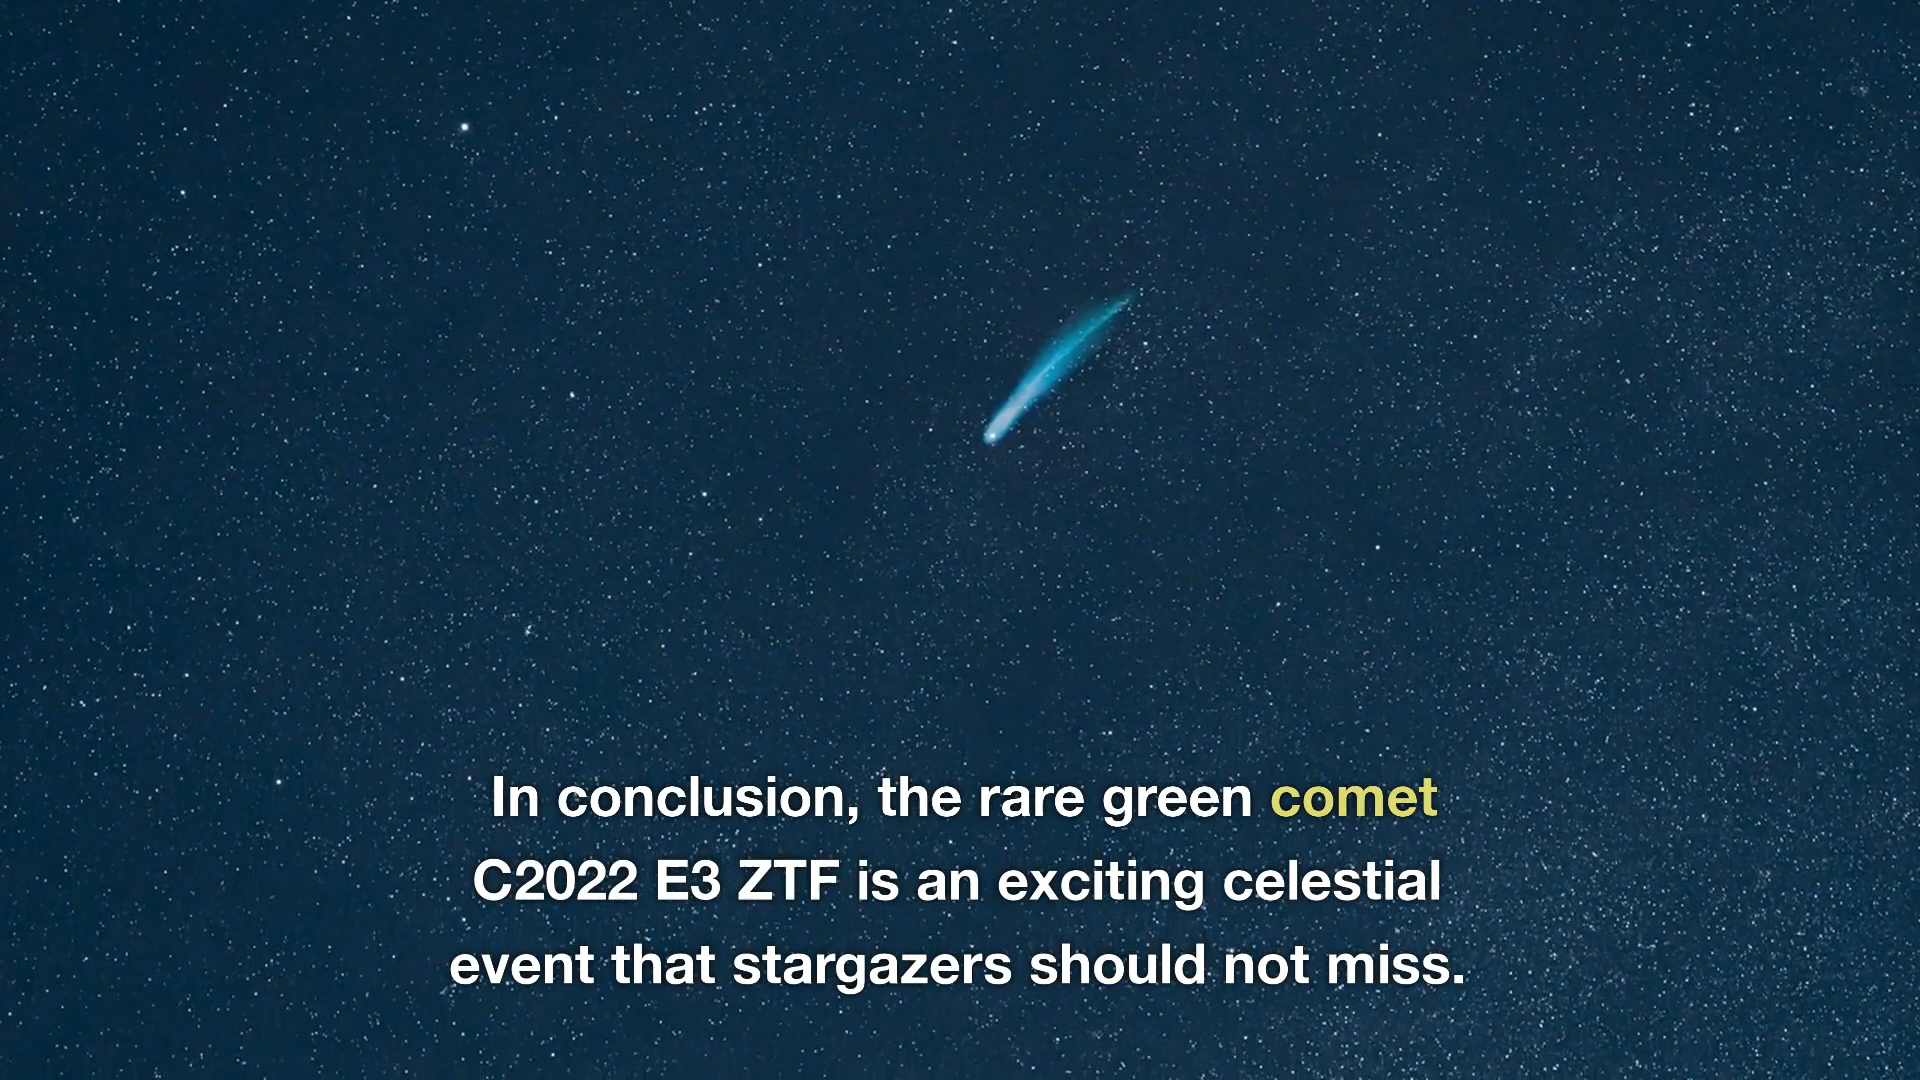 In conclusion, the rare green comet
C2022 E3 ZTF is an exciting celestial
event that stargazers should not miss.